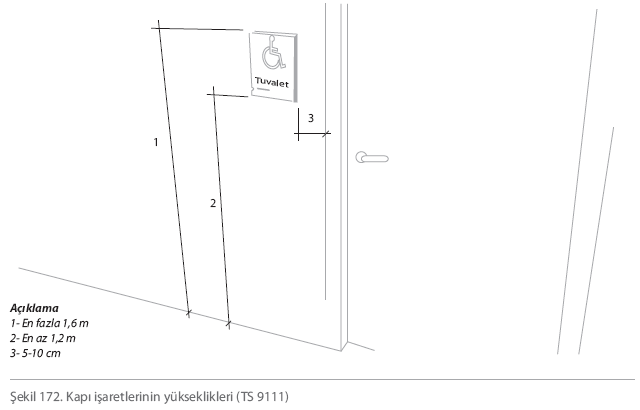 Tuvalet
3
1
2
Açıklama
1- En fazla 1,6 m
2- En az 1,2 m
3- 5-10 cm
Şekil 172. Kapı işaretlerinin yükseklikleri (TS 9111)